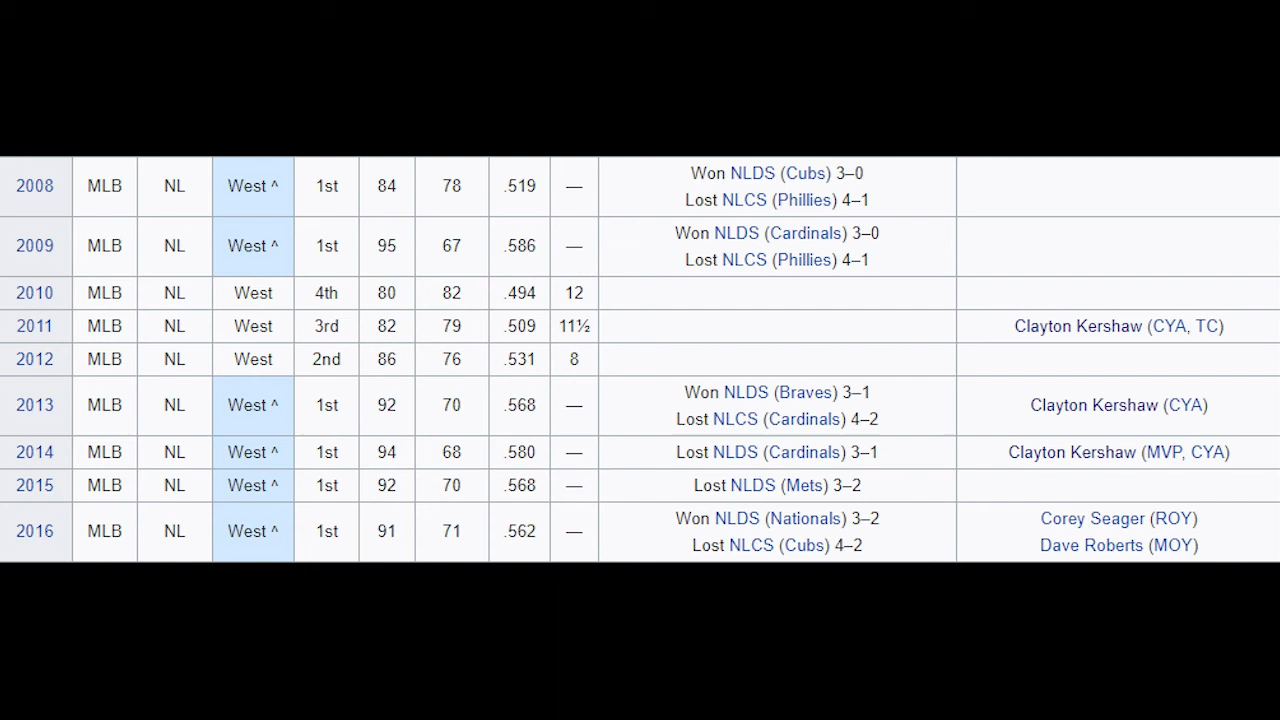 2008 MLB NL West ^ 1st 84 78 .519 — Won NLDS (Cubs) 3–0
Lost NLCS (Phillies) 4–1
2009 MLB NL West ^ 1st 95 67 .586 — Won NLDS (Cardinals) 3–0
Lost NLCS (Phillies) 4–1
2010 MLB NL West 4th 80 82 .494 12
2011 MLB NL West 3rd 82 79 .509 11½ Clayton Kershaw (CYA, TC)
2012 MLB NL West 2nd 86 76 .531 8
2013 MLB NL West ^ 1st 92 70 .568 — Won NLDS (Braves) 3–1
Lost NLCS (Cardinals) 4–2
Clayton Kershaw (CYA)
2014 MLB NL West ^ 1st 94 68 .580 — Lost NLDS (Cardinals) 3–1 Clayton Kershaw (MVP, CYA)
2015 MLB NL West ^ 1st 92 70 .568 — Lost NLDS (Mets) 3–2
2016 MLB NL West ^ 1st 91 71 .562 — Won NLDS (Nationals) 3–2
Lost NLCS (Cubs) 4–2
Corey Seager (ROY)
Dave Roberts (MOY)